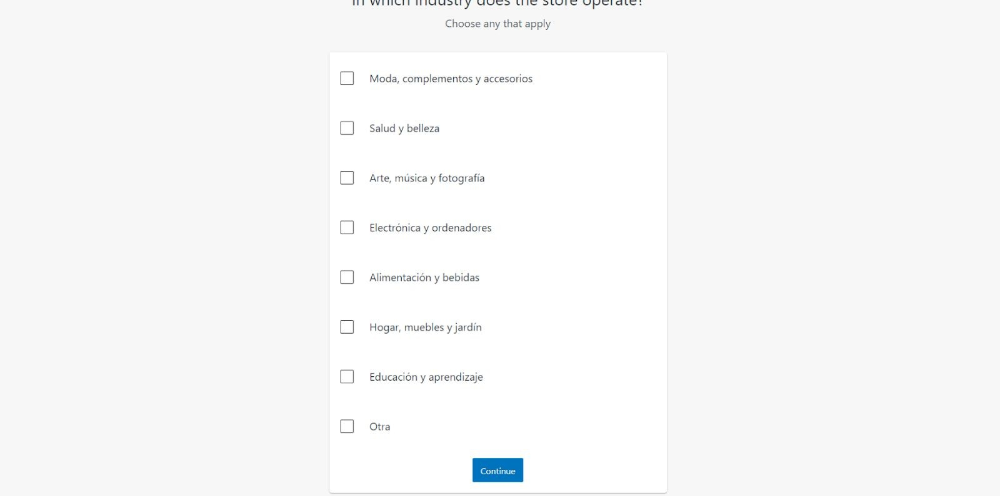 In which industry does the store operate?
Choose any that apply
Moda, complementos y accesorios
Salud y belleza
Arte, música y fotografía
Electrónica y ordenadores
Alimentación y bebidas
Hogar, muebles y jardín
Educación y aprendizaje
Otra
Continue